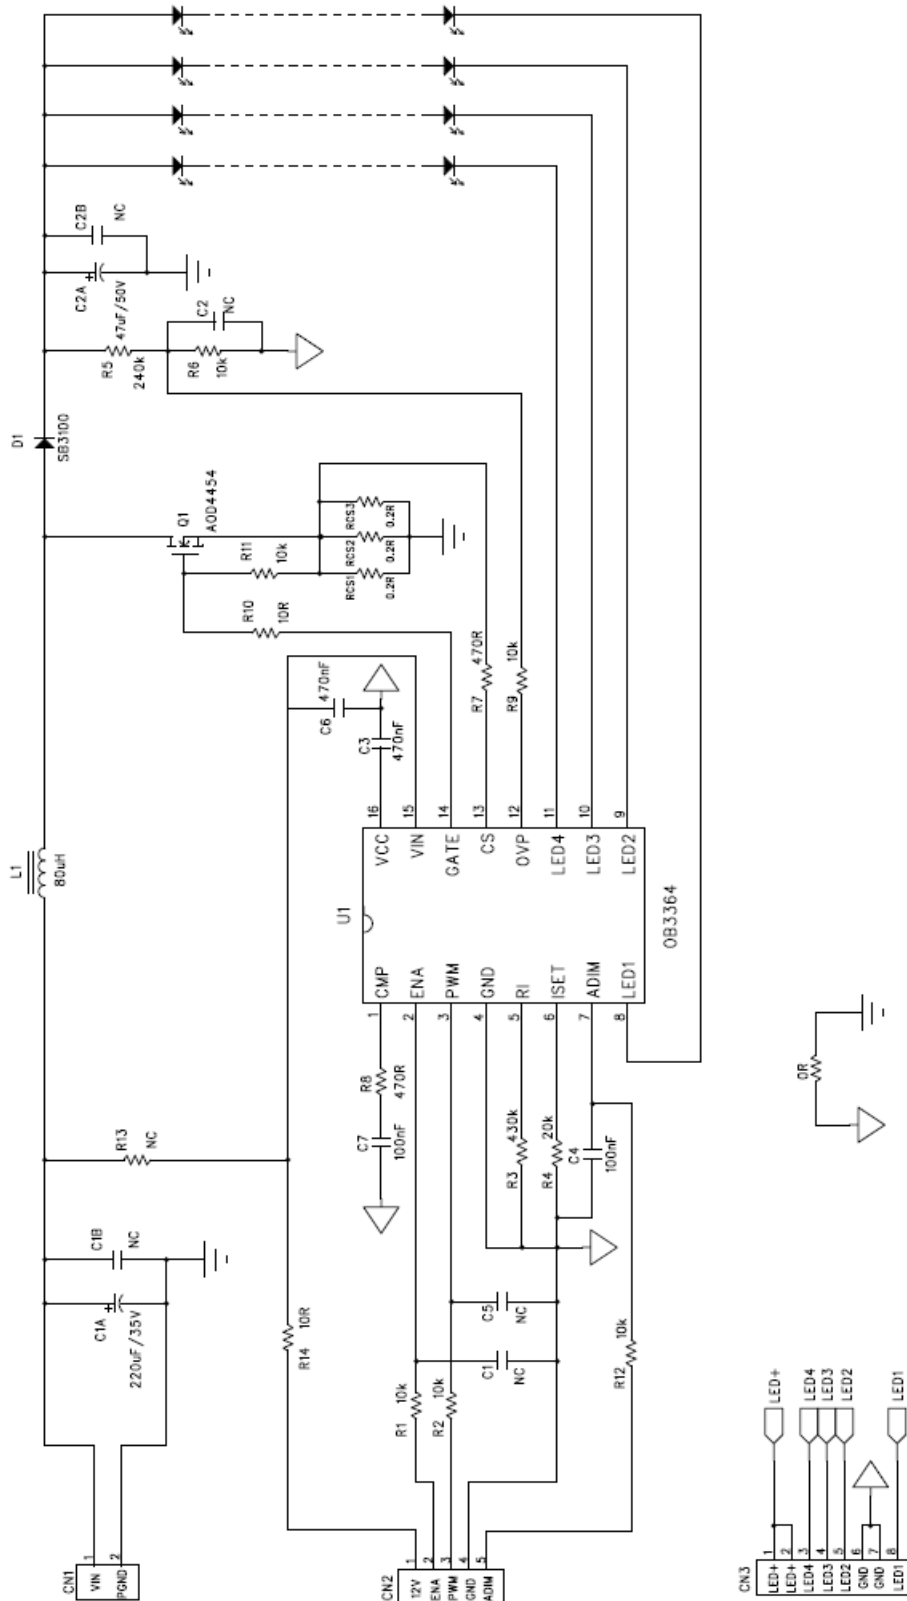 C2B
NC
C2A
47uF/50V
C2
NC
R5
240k
R6
10k
D1
SB3100
Q1
AOD4454
R11
10k
R10
10R
RCS1
0.2R
RCS2
0.2R
RCS3
0.2R
C6
470nF
C3
470nF
R7
470R
R9
10k
L1
80uH
16
15
14
13
12
11
10
9
VCC
VIN
GATE
CS
OVP
LED4
LED3
LED2
U1
OB3364
CMP
ENA
PWM
GND
RI
ISET
ADIM
LED1
1
2
3
4
5
6
7
8
R8
470R
C7
100nF
R3
430k
R4
20k
C4
100nF
0R
R13
NC
C1B
NC
C1A
220uF/35V
R14
10R
C5
NC
C1
NC
R12
10k
R1
10k
R2
10k
CN1
VIN
1
PGND
2
CN2
12V
1
ENA
2
PWM
3
GND
4
ADIM
5
CN3
LED+
1
LED+
2
LED4
3
LED3
4
LED2
5
GND
6
GND
7
LED1
8
LED+
LED4
LED3
LED2
LED1